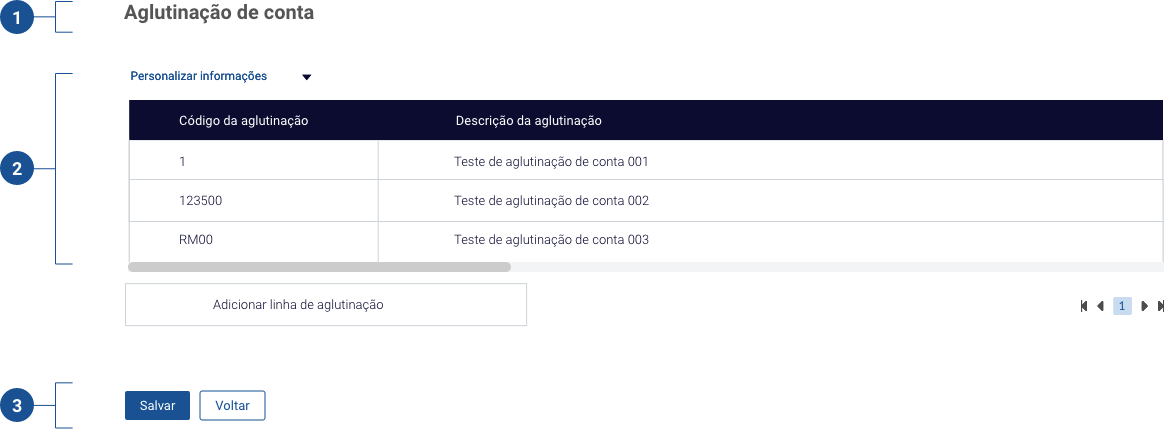 1
Aglutinação de conta
Personalizar informações
Código da aglutinação Descrição da aglutinação
2
1 Teste de aglutinação de conta 001
123500 Teste de aglutinação de conta 002
RM00 Teste de aglutinação de conta 003
Adicionar linha de aglutinação 1
3
Salvar Voltar